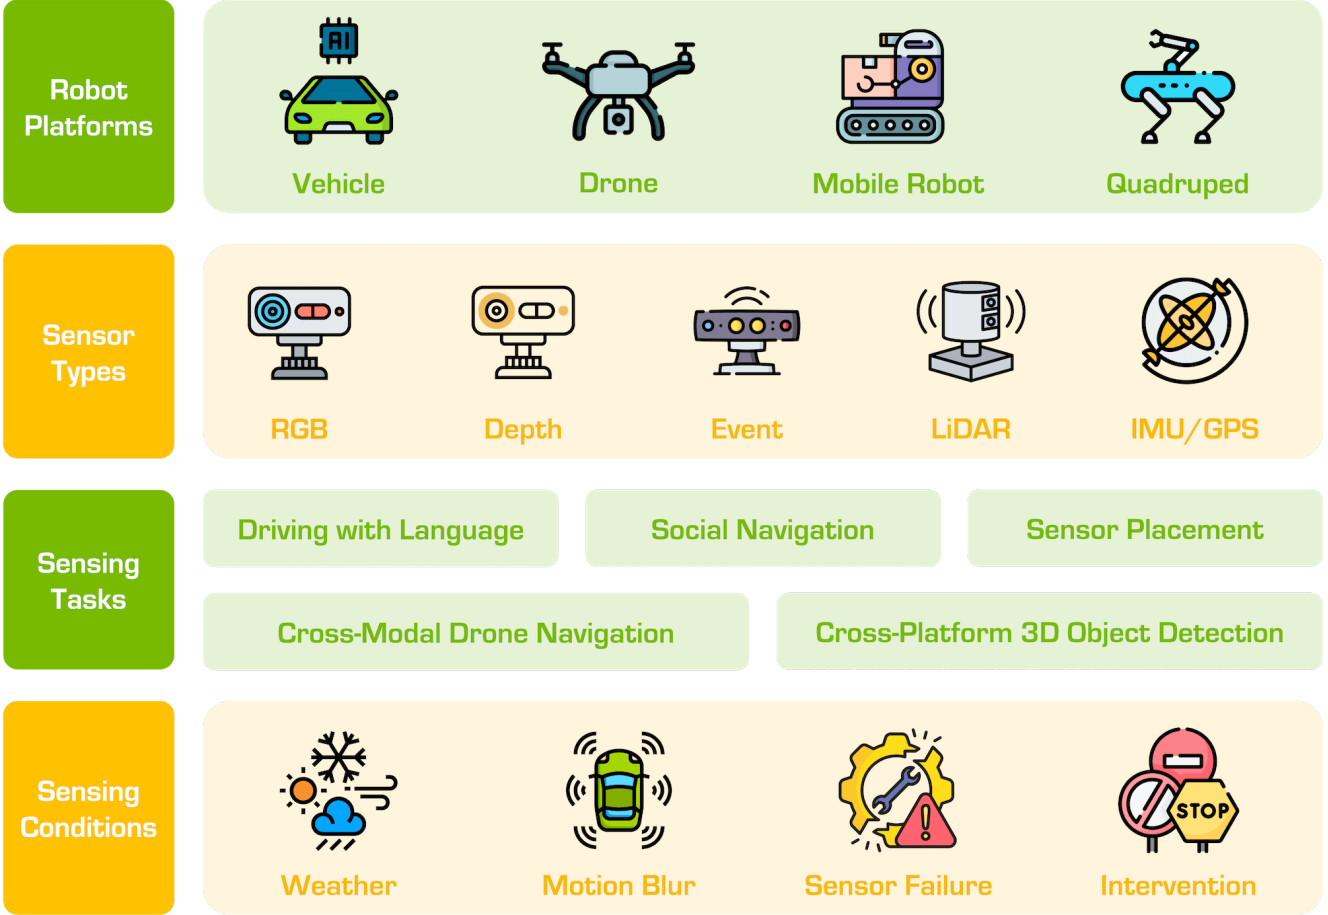 Robot
Platforms
AI
Vehicle
Drone
Mobile Robot
Quadruped
Sensor
Types
RGB
Depth
Event
LiDAR
IMU/GPS
Sensing
Tasks
Driving with Language
Social Navigation
Sensor Placement
Cross-Modal Drone Navigation
Cross-Platform 3D Object Detection
Sensing
Conditions
STOP
Weather
Motion Blur
Sensor Failure
Intervention